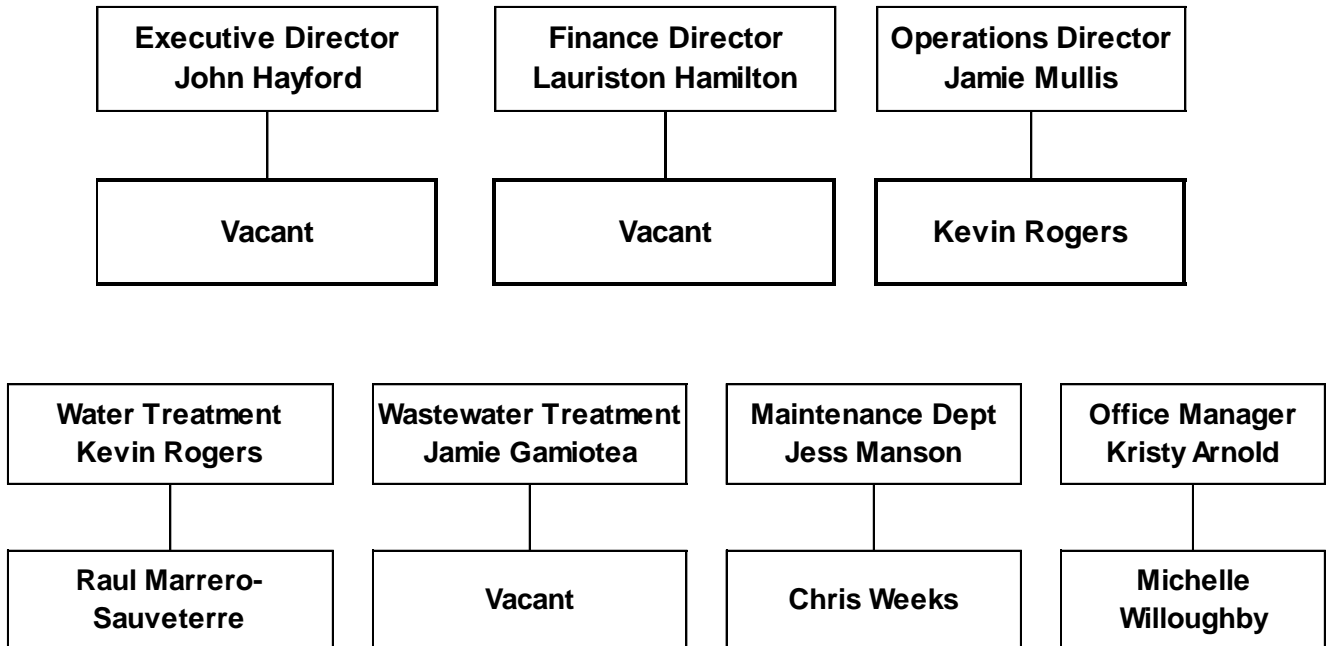 Executive Director
John Hayford
Finance Director
Lauriston Hamilton
Operations Director
Jamie Mullis
Vacant
Vacant
Kevin Rogers
Water Treatment
Kevin Rogers
Wastewater Treatment
Jamie Gamiotea
Maintenance Dept
Jess Manson
Office Manager
Kristy Arnold
Raul Marrero-
Sauveterre
Vacant
Chris Weeks
Michelle
Willoughby